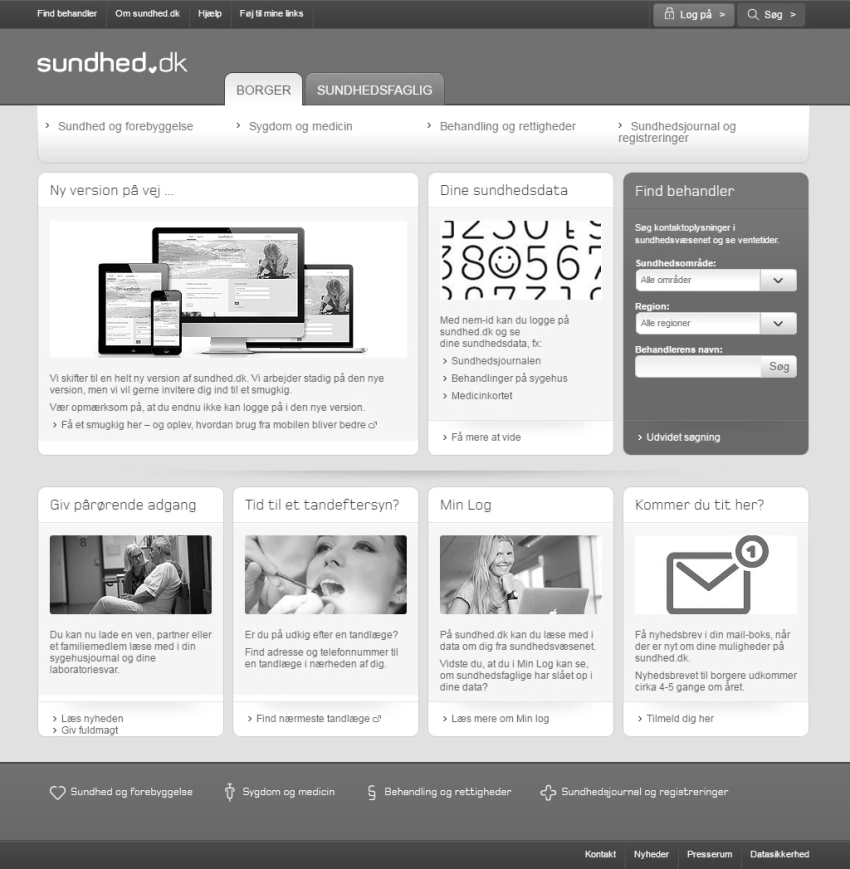 Find behandler
Om sundhed.dk
Hjælp
Føj til mine links
Log på >
Søg >
sundhed.dk
BORGER
SUNDHEDSFAGLIG
> Sundhed og forebyggelse
> Sygdom og medicin
> Behandling og rettigheder
> Sundhedsjournal og
registreringer
Ny version på vej ...
Vi skifter til en helt ny version af sundhed.dk. Vi arbejder stadig på den nye
version, men vi vil gerne invitere dig ind til et smugkig.
Vær opmærksom på, at du endnu ikke kan logge på i den nye version.
> Få et smugkig her – og oplev, hvordan brug fra mobilen bliver bedre
Dine sundhedsdata
380 567
Med nem-id kan du logge på
sundhed.dk og se
dine sundhedsdata, fx:
> Sundhedsjournalen
> Behandlinger på sygehus
> Medicinkortet
> Få mere at vide
Find behandler
Søg kontaktoplysninger i
sundhedsvæsenet og se ventetider.
Sundhedsområde:
Alle områder
Region:
Alle regioner
Behandlerens navn:
Søg
> Udvidet søgning
Giv pårørende adgang
Du kan nu lade en ven, partner eller
et familiemedlem læse med i din
sygehusjournal og dine
laboratoriesvar.
> Læs nyheden
> Giv fuldmagt
Tid til et tandeftersyn?
Er du på udkig efter en tandlæge?
Find adresse og telefonnummer til
en tandlæge i nærheden af dig.
> Find nærmeste tandlæge
Min Log
På sundhed.dk kan du læse med i
data om dig fra sundhedsvæsenet.
Vidste du, at du i Min Log kan se,
om sundhedsfaglige har slået op i
dine data?
> Læs mere om Min log
Kommer du tit her?
1
Få nyhedsbrev i din mail-boks, når
der er nyt om dine muligheder på
sundhed.dk.
Nyhedsbrevet til borgere udkommer
cirka 4-5 gange om året.
> Tilmeld dig her
Sundhed og forebyggelse
Sygdom og medicin
§ Behandling og rettigheder
Sundhedsjournal og registreringer
Kontakt
Nyheder
Presserum
Datasikkerhed